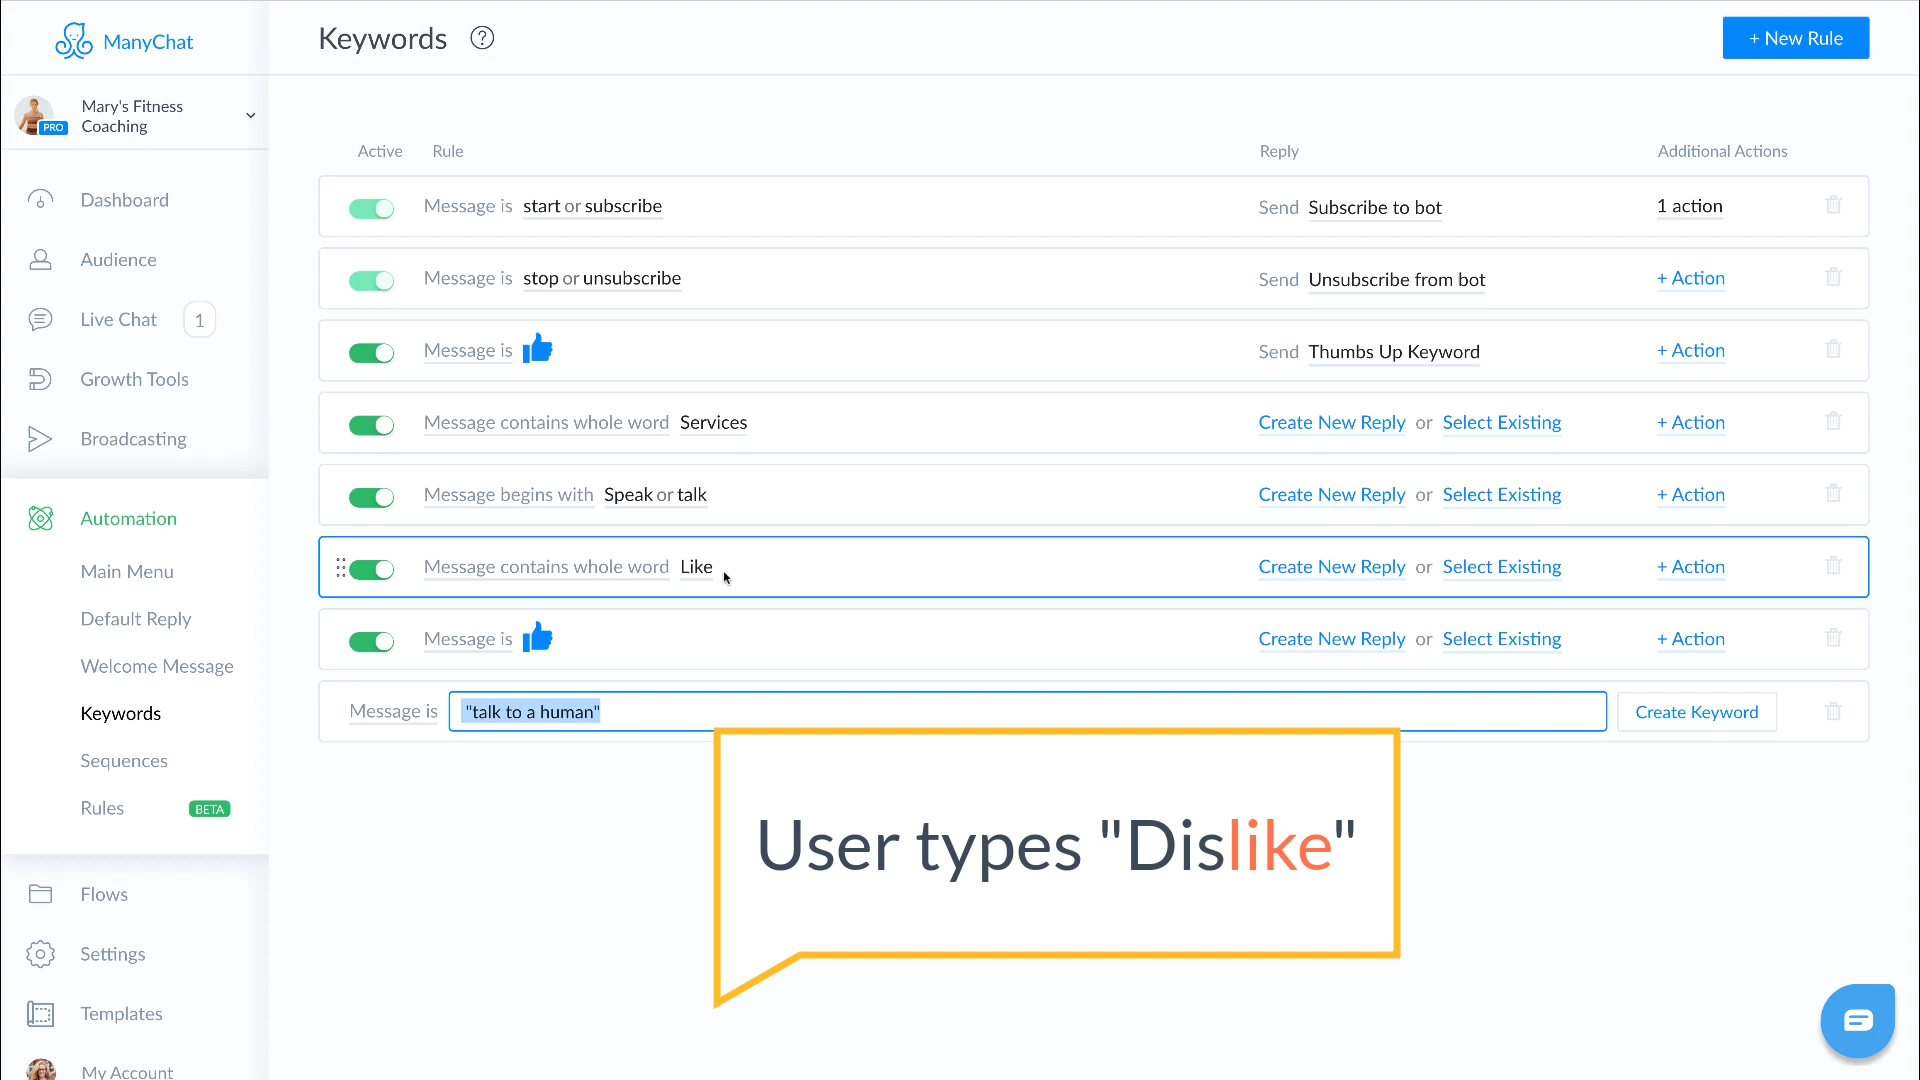 ManyChat
Keywords ?
+ New Rule
Mary's Fitness
Coaching
PRO
Active Rule Reply Additional Actions
Dashboard
Audience
Live Chat 1
Growth Tools
Broadcasting
Automation
Main Menu
Default Reply
Welcome Message
Keywords
Sequences
Rules BETA
Flows
Settings
Templates
My Account
Message is start or subscribe Send Subscribe to bot 1 action
Message is stop or unsubscribe Send Unsubscribe from bot + Action
Message is Send Thumbs Up Keyword + Action
Message contains whole word Services Create New Reply or Select Existing + Action
Message begins with Speak or talk Create New Reply or Select Existing + Action
Message contains whole word Like Create New Reply or Select Existing + Action
Message is Create New Reply or Select Existing + Action
Message is "talk to a human" Create Keyword
User types "Dislike"